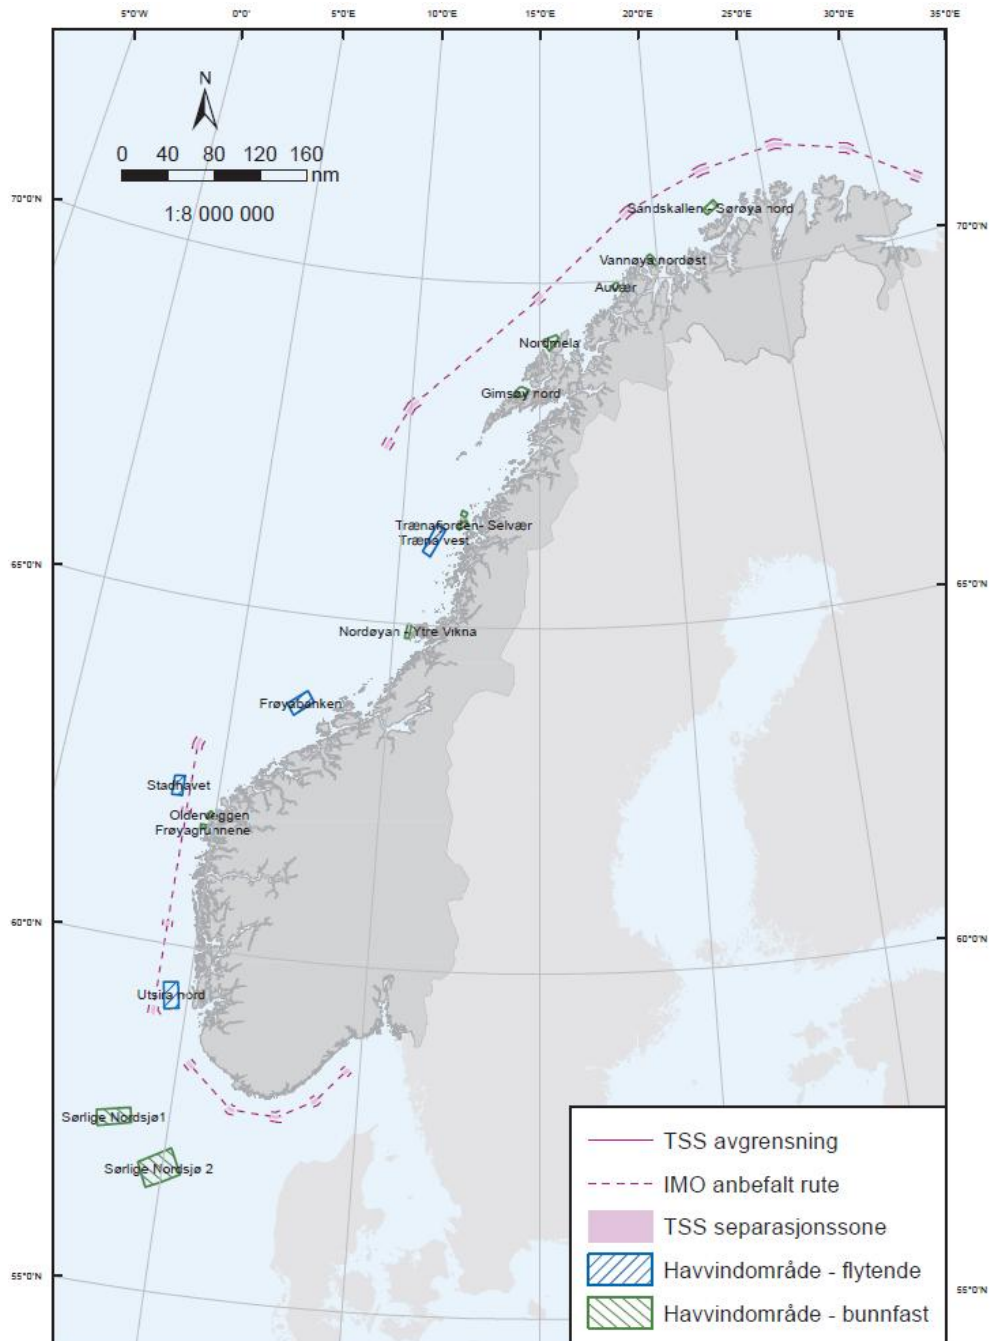 5°0'W 0°0' 5°0'E 10°0'E 15°0'E 20°0'E 25°0'E 30°0'E 35°0'E
N
0 40 80 120 160
nm
1:8 000 000
70°0'N
70°0'N
Sandskallen - Sørøya nord
Vannøya nordøst
Auvær
Nordmela
Gimsøy nord
Trænafjorden- Selvær
Træna vest
65°0'N
65°0'N
Nordøyan - Ytre Vikna
Frøyabanken
Stadhavet
Olderveggen
Frøyagrunnene
60°0'N
60°0'N
Utsira nord
Sørlige Nordsjø1
Sørlige Nordsjø 2
55°0'N
55°0'N
TSS avgrensning
IMO anbefalt rute
TSS separasjonssone
Havvindområde - flytende
Havvindområde - bunnfast